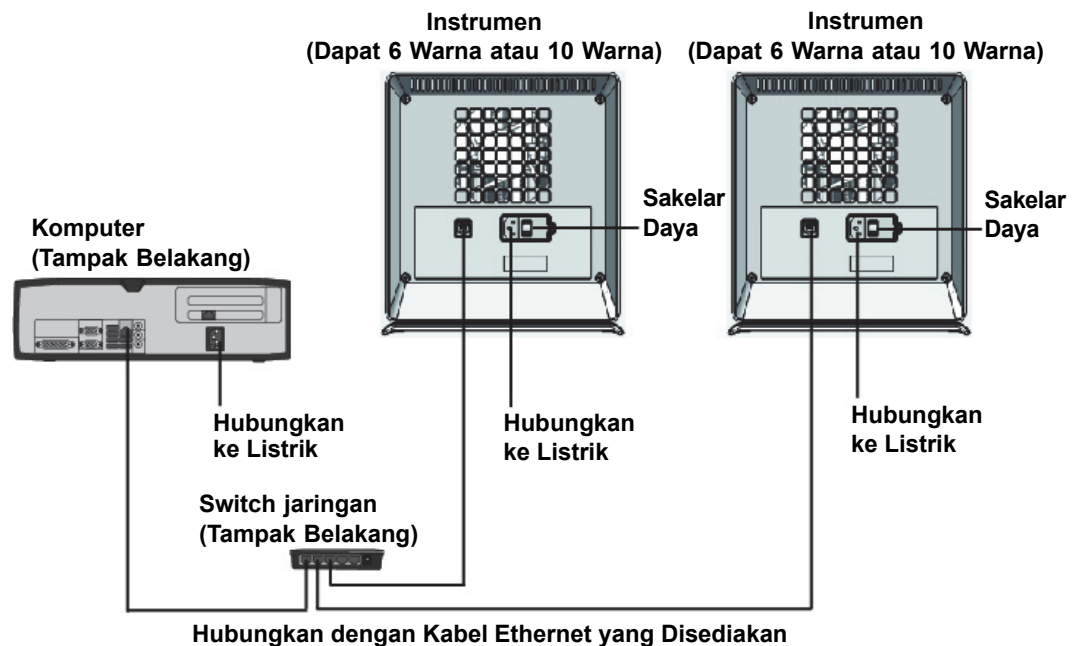 Instrumen
(Dapat 6 Warna atau 10 Warna)
Instrumen
(Dapat 6 Warna atau 10 Warna)
Sakelar
Daya
Sakelar
Daya
Komputer
(Tampak Belakang)
Hubungkan
ke Listrik
Hubungkan
ke Listrik
Hubungkan
ke Listrik
Switch jaringan
(Tampak Belakang)
Hubungkan dengan Kabel Ethernet yang Disediakan